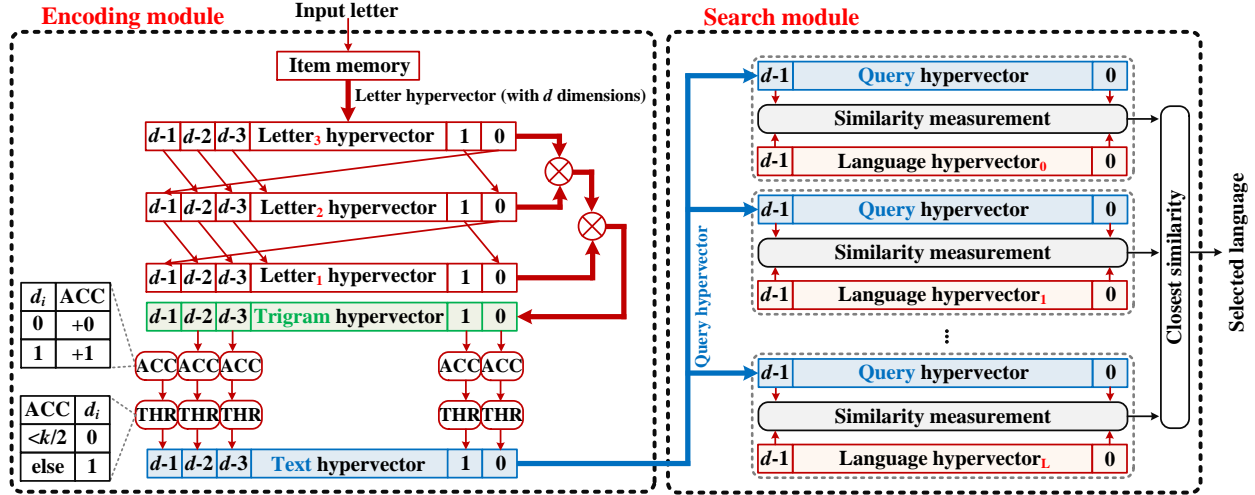 Encoding module
Input letter
Item memory
Letter hypervector (with d dimensions)
d-1 d-2 d-3 Letter3 hypervector 1 0
d-1 d-2 d-3 Letter2 hypervector 1 0
d-1 d-2 d-3 Letter1 hypervector 1 0
d-1 d-2 d-3 Trigram hypervector 1 0
di ACC
0 +0
1 +1
ACC ACC ACC ACC ACC
THR THR THR THR THR
ACC di
<k/2 0
else 1
d-1 d-2 d-3 Text hypervector 1 0
Query hypervector
Search module
d-1 Query hypervector 0
Similarity measurement
d-1 Language hypervector0 0
d-1 Query hypervector 0
Similarity measurement
d-1 Language hypervector1 0
...
d-1 Query hypervector 0
Similarity measurement
d-1 Language hypervectorL 0
Closest similarity
Selected language